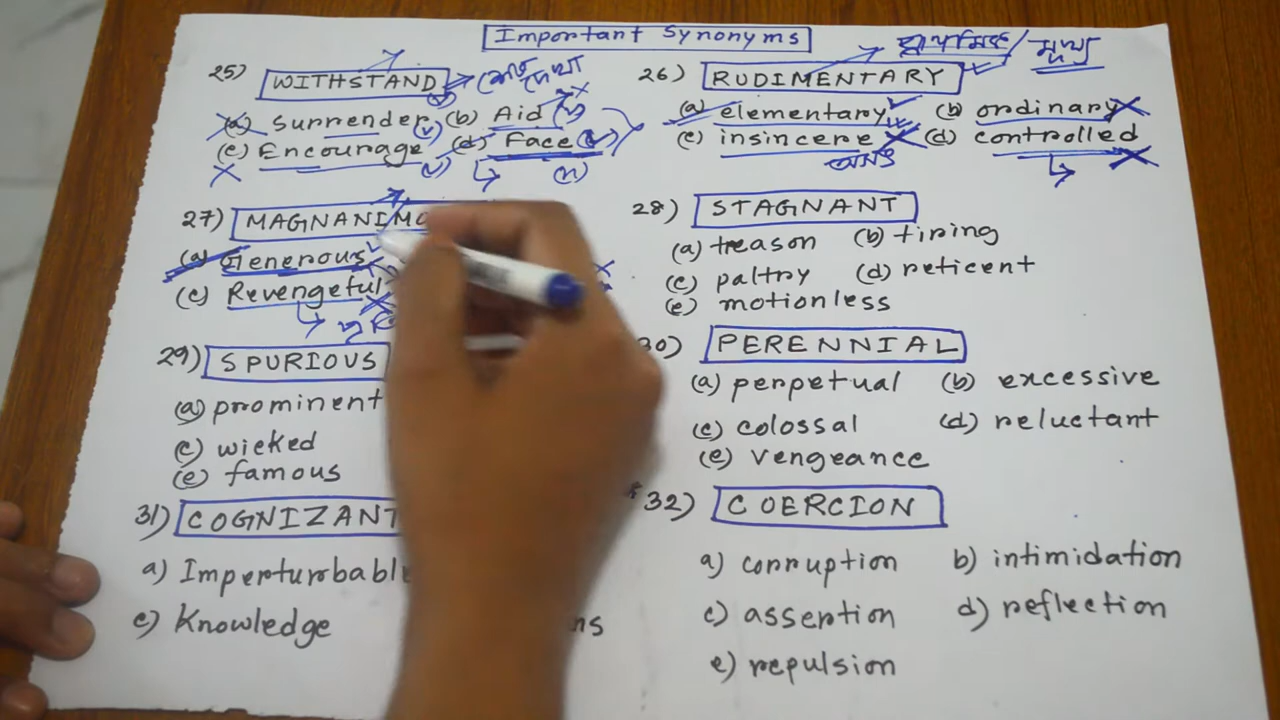 Important Synonyms
25) WITHSTAND
(a) Surrender (v) (b) Aid (v)
(c) Encourage (v) (d) Face (v)
(n)
26) RUDIMENTARY
(a) elementary (b) ordinary
(c) insincere (d) controlled
27) MAGNANIMO
(a) Generous
(c) Revengeful
28) STAGNANT
(a) treason (b) tiring
(c) paltry (d) reticent
(e) motionless
29) SPURIOUS
(a) prominent
(c) wicked
(e) famous
30) PERENNIAL
(a) perpetual (b) excessive
(c) colossal (d) reluctant
(e) vengeance
31) COGNIZANT
a) Imperturbable
c) Knowledge
32) COERCION
a) corruption b) intimidation
c) assertion d) reflection
e) repulsion